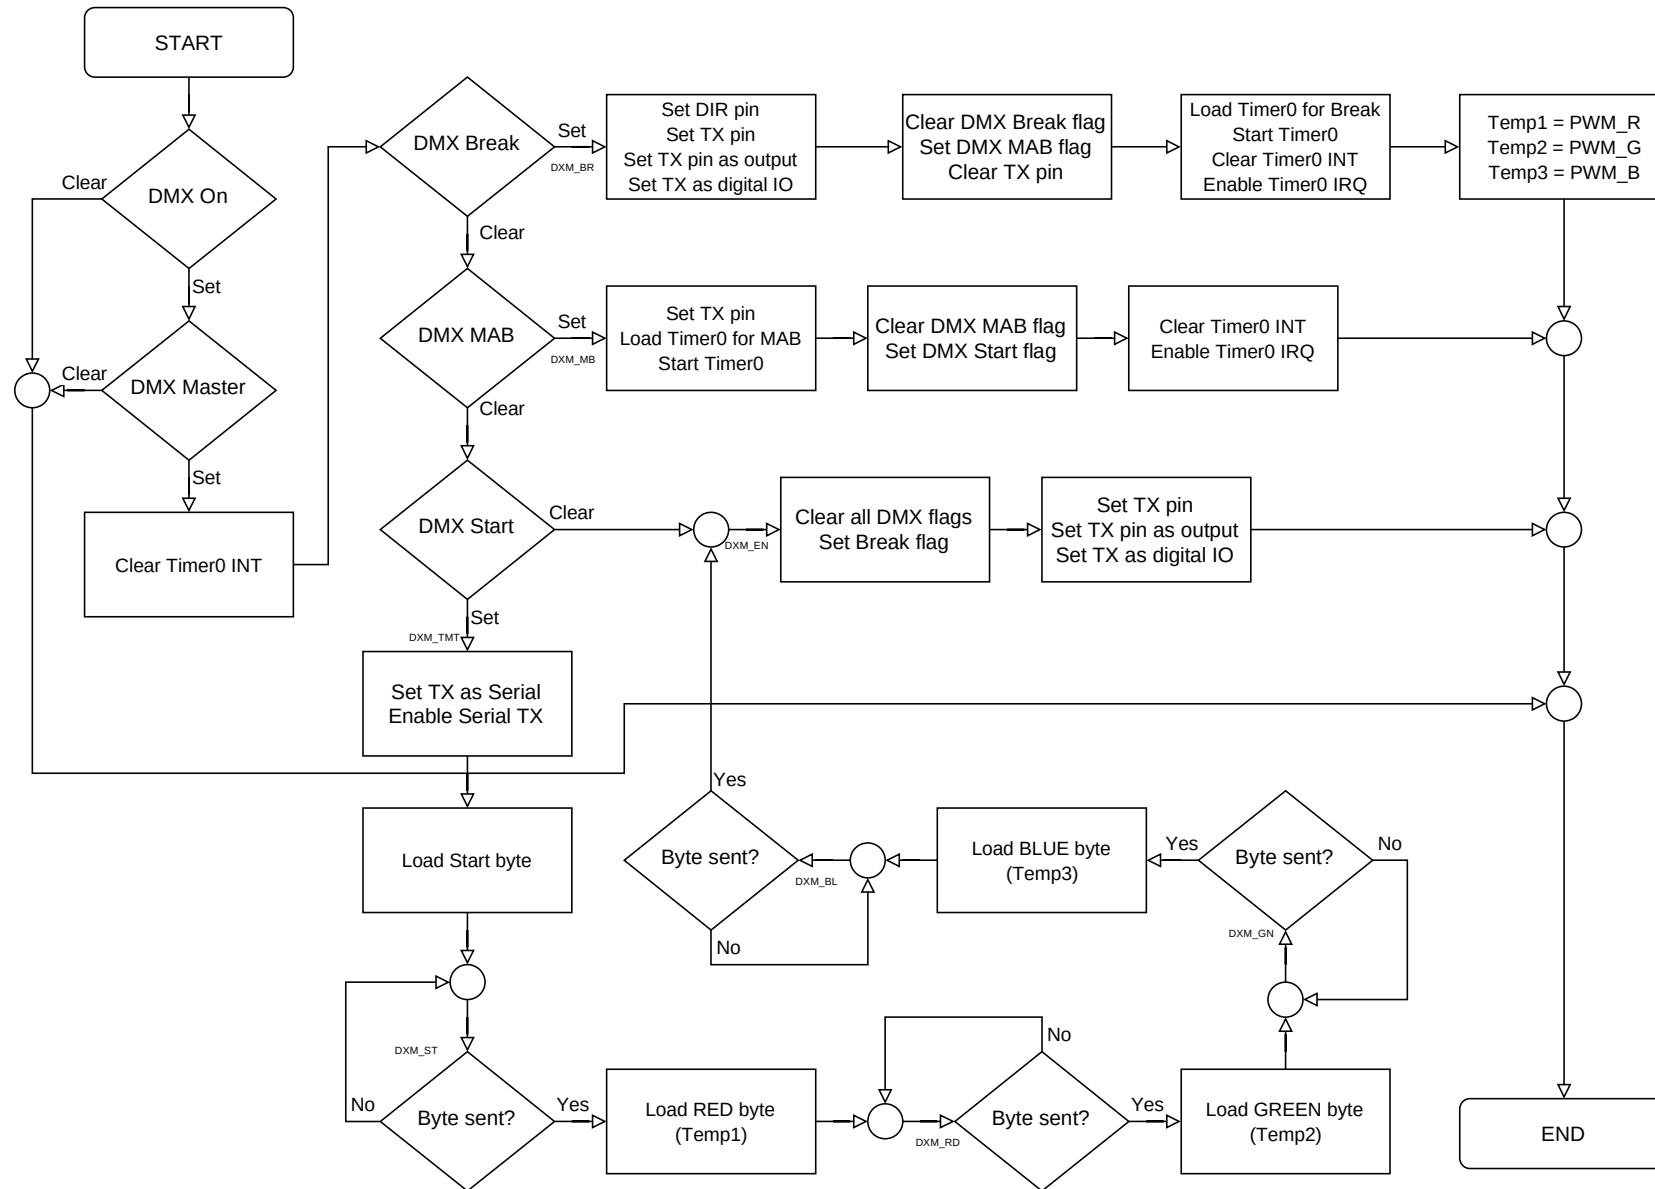 START
DMX On
Clear
Set
DMX Master
Clear
Set
Clear Timer0 INT
DMX Break
Set
DXM_BR
Clear
Set DIR pin
Set TX pin
Set TX pin as output
Set TX as digital IO
Clear DMX Break flag
Set DMX MAB flag
Clear TX pin
Load Timer0 for Break
Start Timer0
Clear Timer0 INT
Enable Timer0 IRQ
Temp1 = PWM_R
Temp2 = PWM_G
Temp3 = PWM_B
DMX MAB
Set
DXM_MB
Clear
Set TX pin
Load Timer0 for MAB
Start Timer0
Clear DMX MAB flag
Set DMX Start flag
Clear Timer0 INT
Enable Timer0 IRQ
DMX Start
Clear
Set
DXM_EN
Clear all DMX flags
Set Break flag
Set TX pin
Set TX pin as output
Set TX as digital IO
DXM_TMT
Set TX as Serial
Enable Serial TX
Load Start byte
DXM_ST
Byte sent?
No
Yes
Load RED byte
(Temp1)
DXM_RD
Byte sent?
No
Yes
Load GREEN byte
(Temp2)
DXM_GN
Byte sent?
No
Yes
Load BLUE byte
(Temp3)
DXM_BL
Byte sent?
No
Yes
END